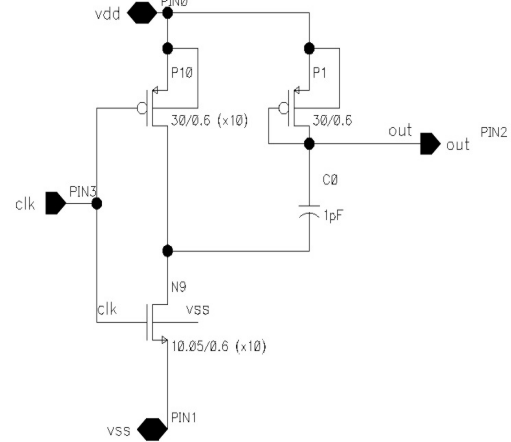 PIN0
vdd
P10
P1
30/0.6 (x10)
30/0.6
out
out
PIN2
C0
PIN3
clk
1pF
N9
clk
vss
10.05/0.6 (x10)
PIN1
vss